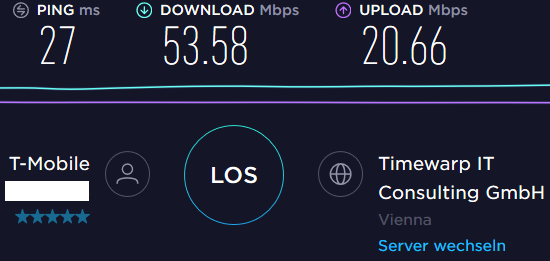 PING ms DOWNLOAD Mbps UPLOAD Mbps
27 53.58 20.66
T-Mobile
LOS
Timewarp IT
Consulting GmbH
Vienna
Server wechseln